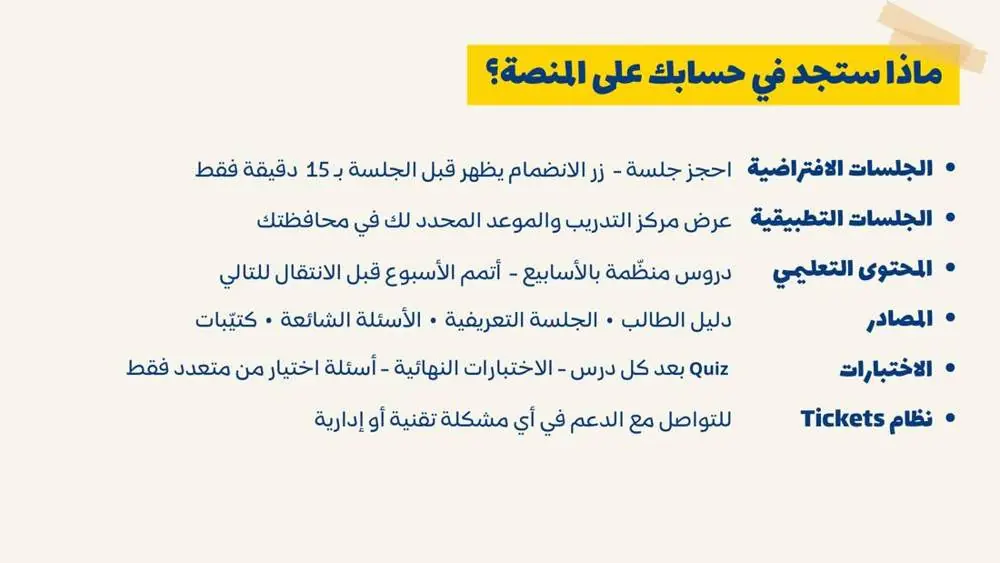 ماذا ستجد في حسابك على المنصة؟
• الجلسات الافتراضية احجز جلسة - زر الانضمام يظهر قبل الجلسة بـ 15 دقيقة فقط
• الجلسات التطبيقية عرض مركز التدريب والموعد المحدد لك في محافظتك
• المحتوى التعليمي دروس منظّمة بالأسابيع - أتمم الأسبوع قبل الانتقال للتالي
• المصادر دليل الطالب • الجلسة التعريفية • الأسئلة الشائعة • كتيّبات
• الاختبارات Quiz بعد كل درس - الاختبارات النهائية - أسئلة اختيار من متعدد فقط
• نظام Tickets للتواصل مع الدعم في أي مشكلة تقنية أو إدارية